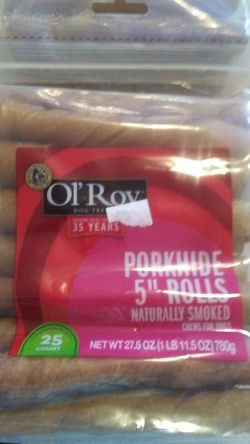 Ol'Roy
DOG TREATS
35 YEARS
PORKHIDE
5" ROLLS
NATURALLY SMOKED
CHEWS FOR DOGS
25
COUNT
NET WT 27.5 OZ (1 LB 11.5 OZ) 780g